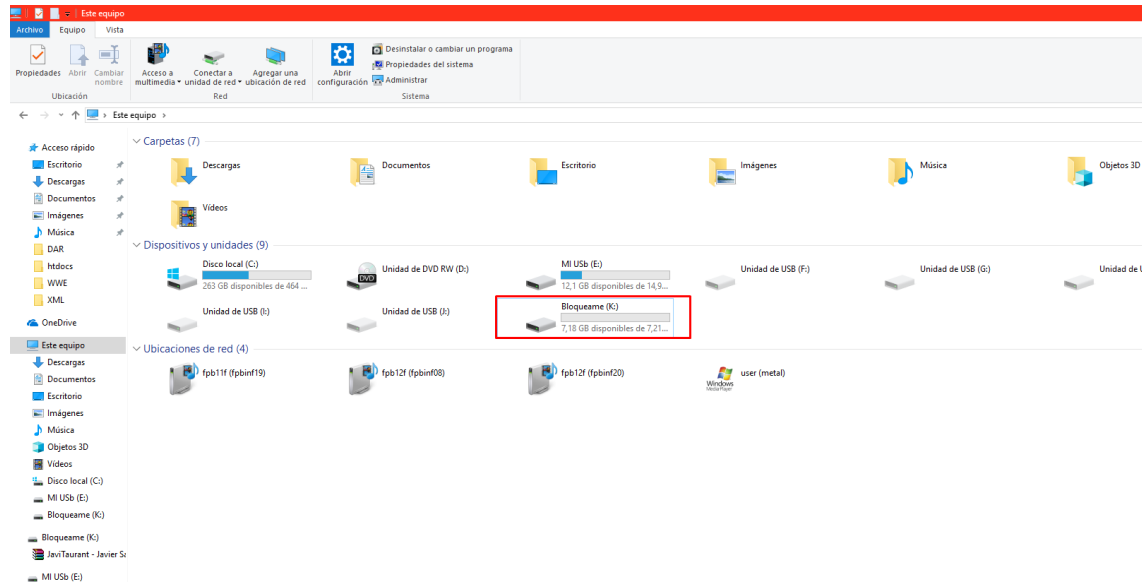 Este equipo
Archivo Equipo Vista
Propiedades Abrir Cambiar nombre
Acceso a multimedia Conectar a unidad de red Agregar una ubicación de red
Abrir configuración
Desinstalar o cambiar un programa
Propiedades del sistema
Administrar
Ubicación Red Sistema
Este equipo
Acceso rápido
Escritorio
Descargas
Documentos
Imágenes
Música
DAR
htdocs
WWE
XML
OneDrive
Este equipo
Descargas
Documentos
Escritorio
Imágenes
Música
Objetos 3D
Vídeos
Disco local (C:)
MI USb (E:)
Bloqueame (K:)
Bloqueame (K:)
JaviTaurant - Javier Sa
MI USb (E:)
Carpetas (7)
Descargas
Documentos
Escritorio
Imágenes
Música
Objetos 3D
Vídeos
Dispositivos y unidades (9)
Disco local (C:)
263 GB disponibles de 464 ...
DVD
Unidad de DVD RW (D:)
MI USb (E:)
12,1 GB disponibles de 14,9...
Unidad de USB (F:)
Unidad de USB (G:)
Unidad de U
Unidad de USB (I:)
Unidad de USB (J:)
Bloqueame (K:)
7,18 GB disponibles de 7,21...
Ubicaciones de red (4)
fpb11f (fpbinf19)
fpb12f (fpbinf08)
fpb12f (fpbinf20)
Windows
Media Player
user (metal)